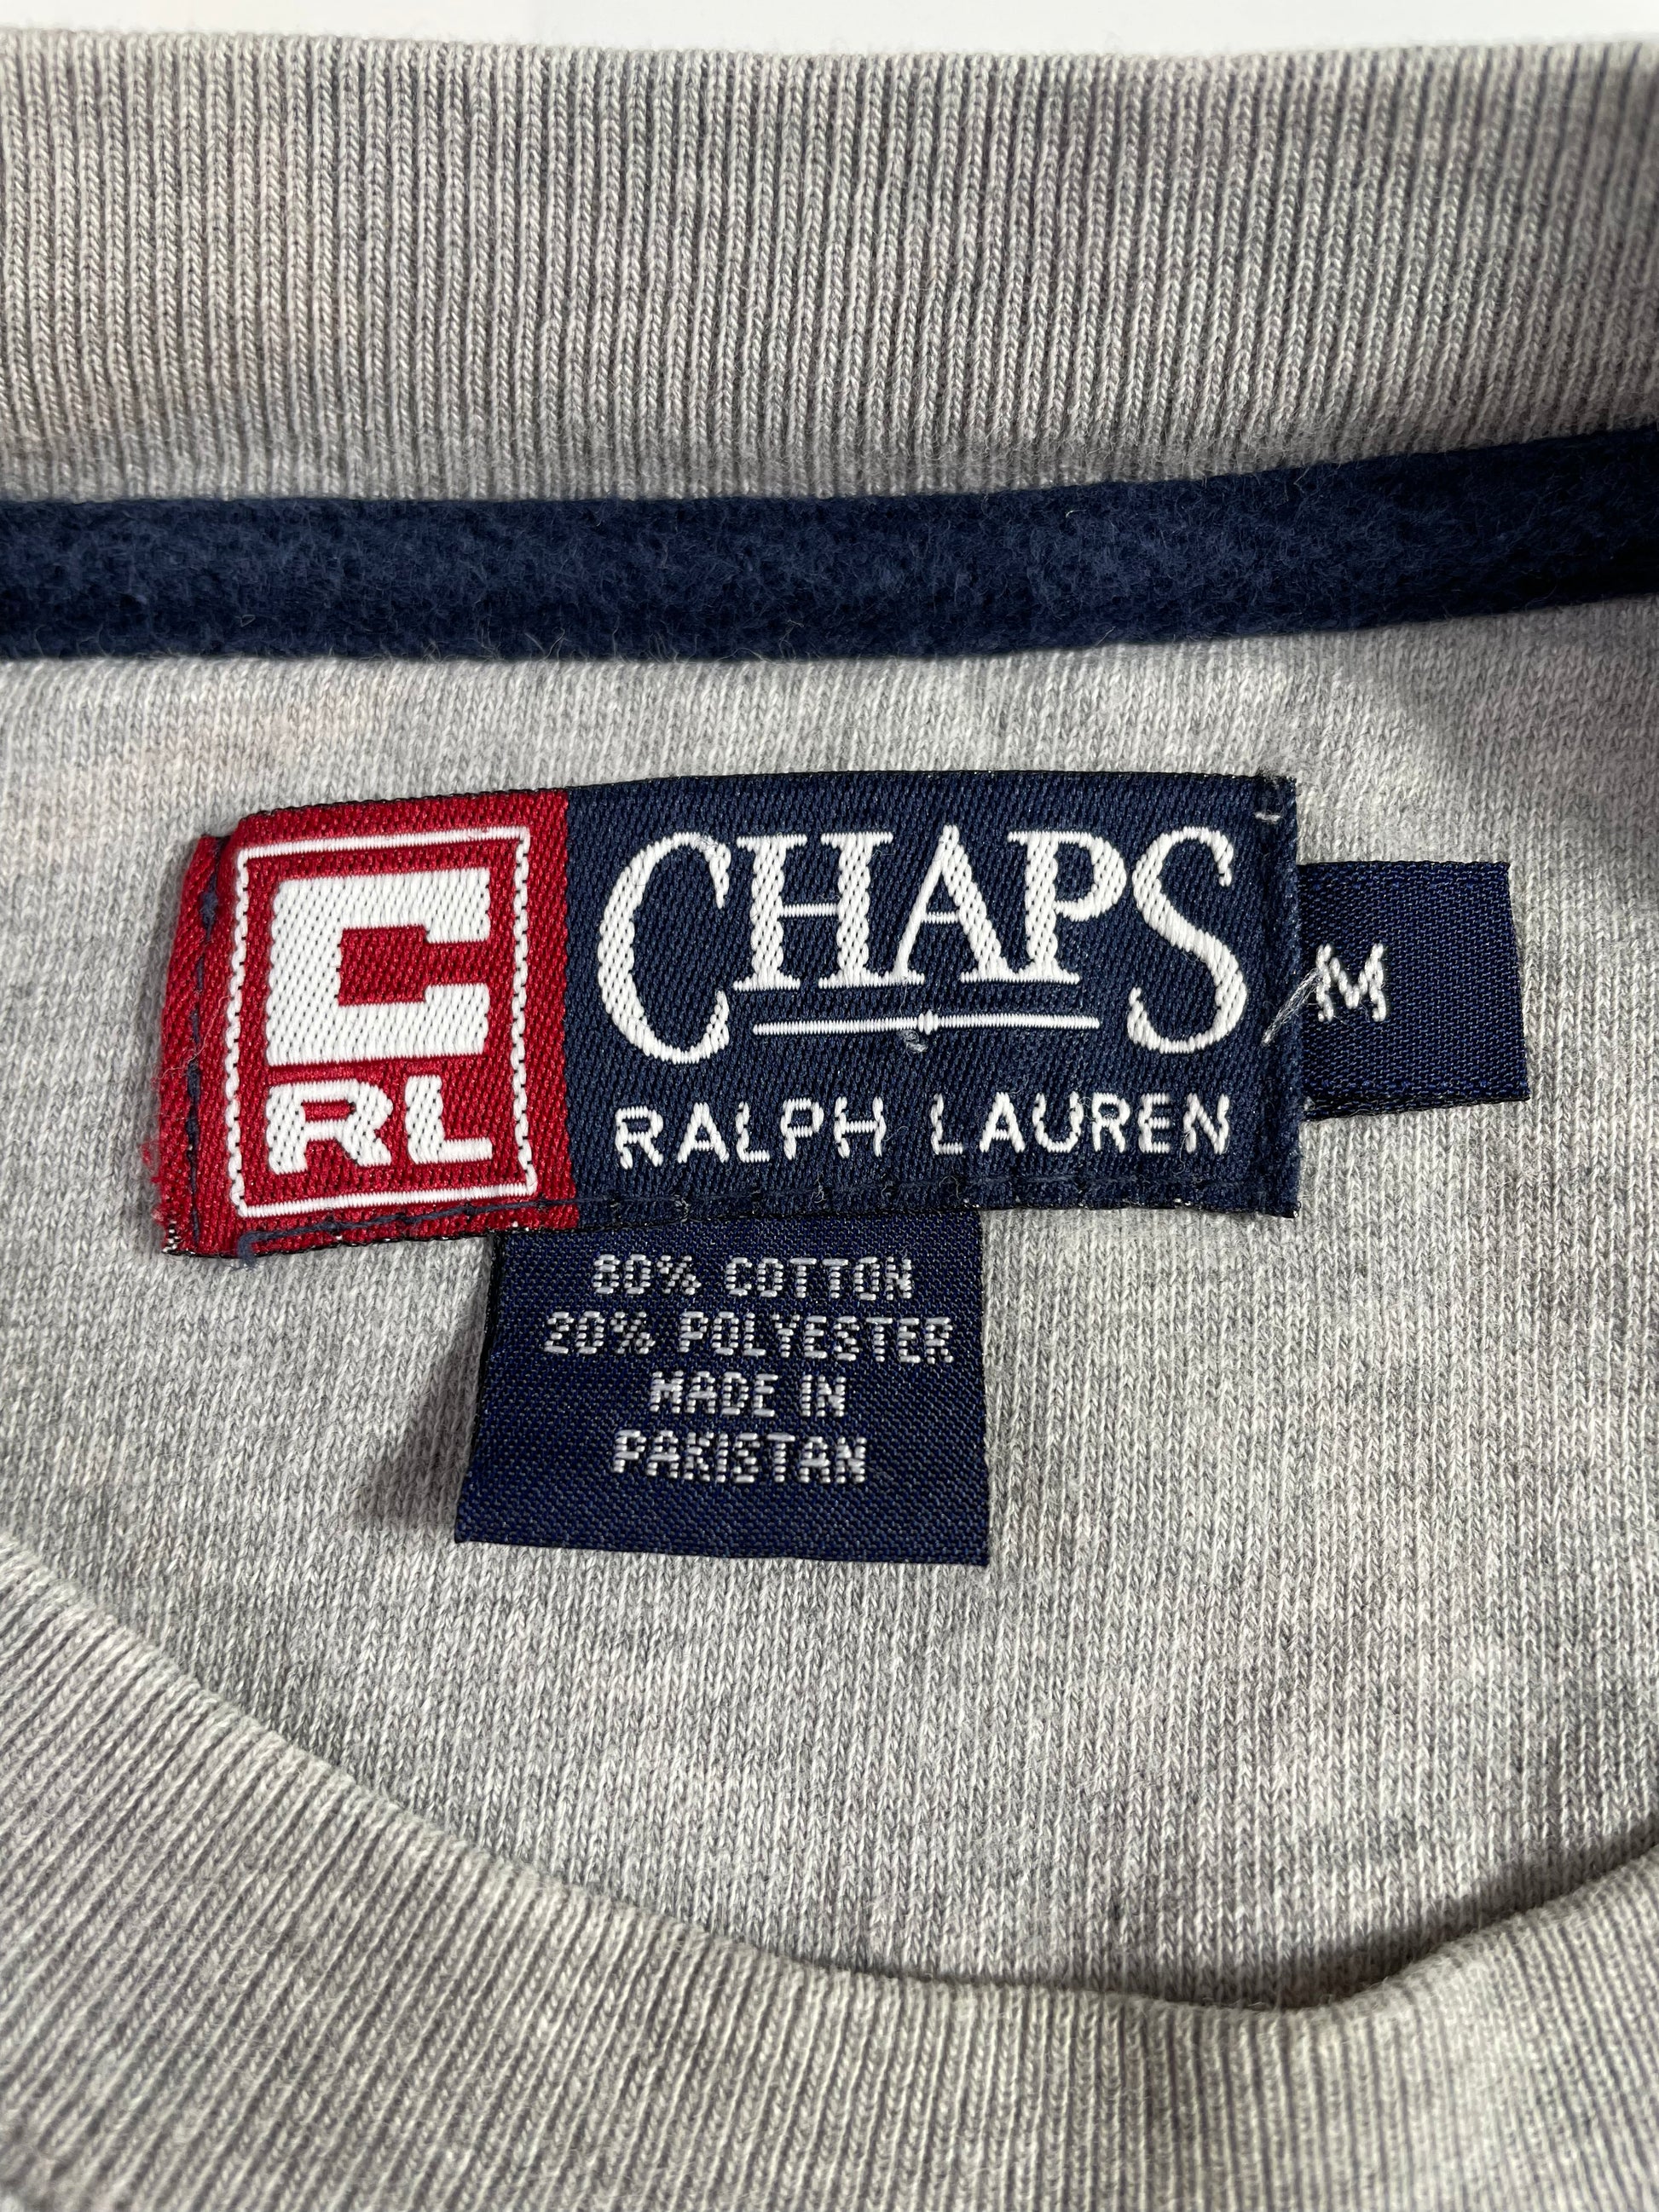 C
RL
CHAPS
RALPH LAUREN
M
80% COTTON
20% POLYESTER
MADE IN
PAKISTAN